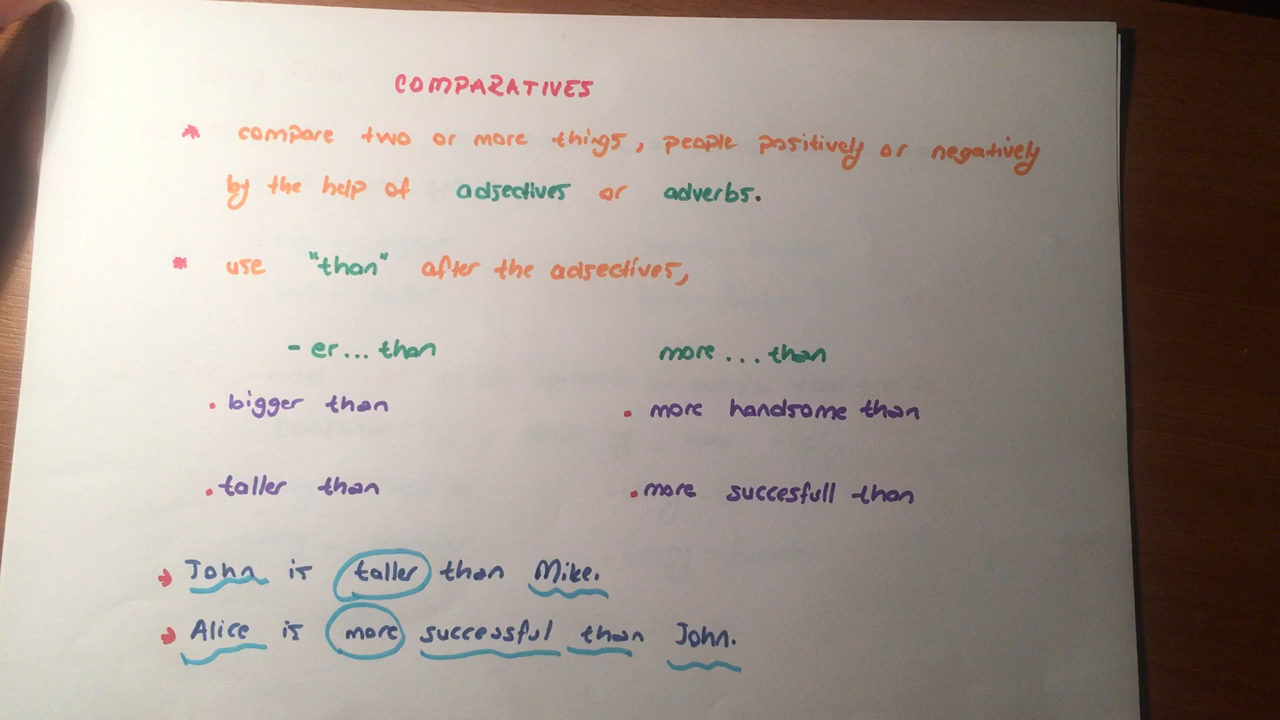 COMPARATIVES
* compare two or more things, people positively or negatively
by the help of adjectives or adverbs.
* use "than" after the adjectives,
- er... than more ... than
. bigger than . more handsome than
. taller than . more succesfull than
John is taller than Mike.
Alice is more successful than John.